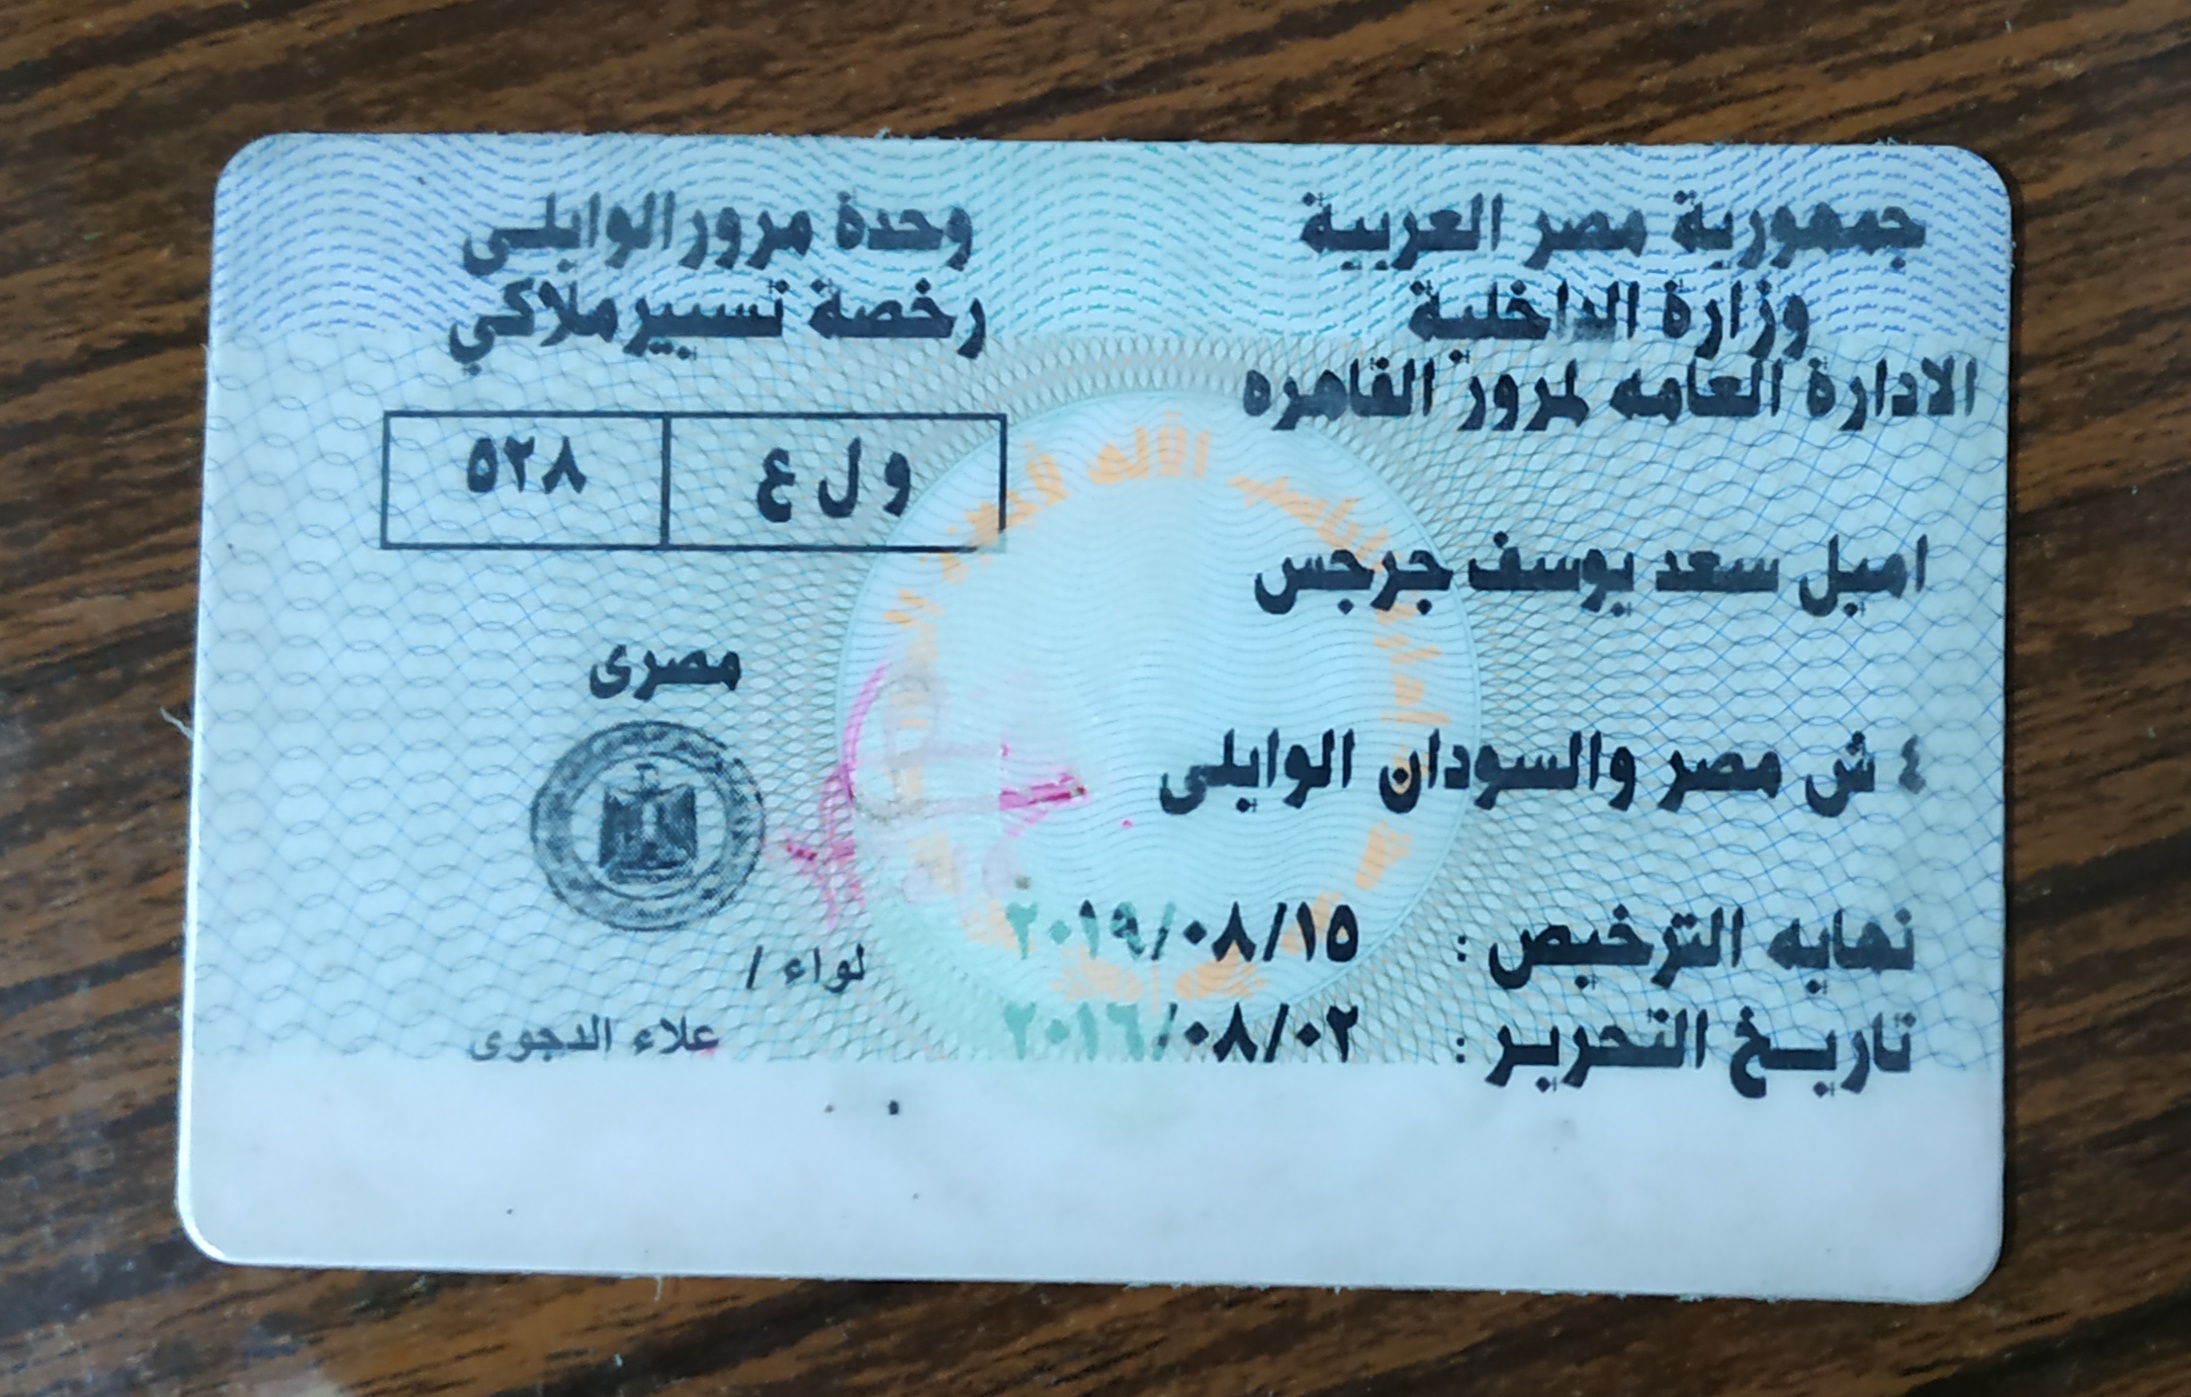 جمهورية مصر العربية
وزارة الداخلية
الادارة العامه لمرور القاهره
وحدة مرور الوايلى
رخصة تسيير ملاكي
و ل ع ٥٢٨
اميل سعد يوسف جرجس
مصرى
٤ ش مصر والسودان الوايلى
نهايه الترخيص : ٢٠١٩/٠٨/١٥
تاريخ التحرير : ٢٠١٦/٠٨/٠٢
لواء /
علاء الدجوى